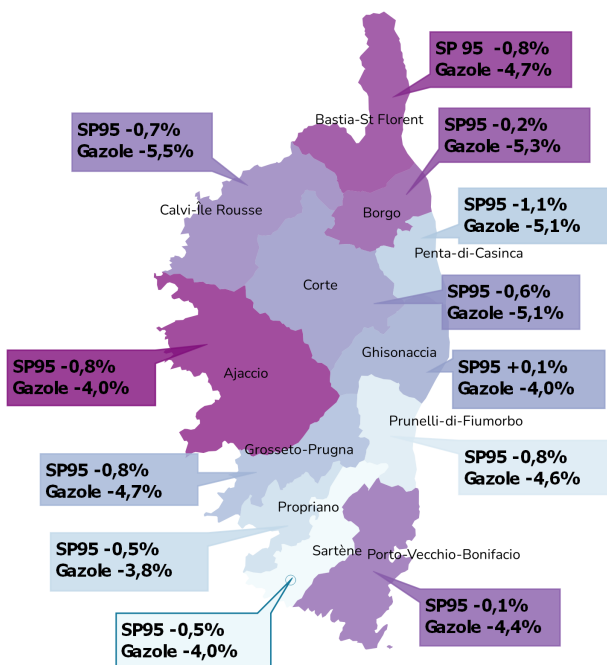 SP 95 -0,8%
Gazole -4,7%
Bastia-St Florent
SP95 -0,7%
Gazole -5,5%
SP95 -0,2%
Gazole -5,3%
Calvi-Île Rousse
Borgo
SP95 -1,1%
Gazole -5,1%
Penta-di-Casinca
Corte
SP95 -0,6%
Gazole -5,1%
Ghisonaccia
SP95 +0,1%
Gazole -4,0%
SP95 -0,8%
Gazole -4,0%
Ajaccio
Prunelli-di-Fiumorbo
Grosseto-Prugna
SP95 -0,8%
Gazole -4,6%
SP95 -0,8%
Gazole -4,7%
Propriano
SP95 -0,5%
Gazole -3,8%
Sartène
Porto-Vecchio-Bonifacio
SP95 -0,1%
Gazole -4,4%
SP95 -0,5%
Gazole -4,0%